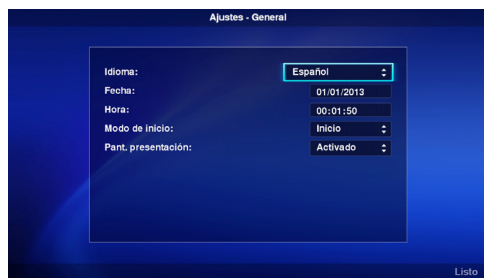 Ajustes - General
Idioma: Español
Fecha: 01/01/2013
Hora: 00:01:50
Modo de inicio: Inicio
Pant. presentación: Activado
Listo